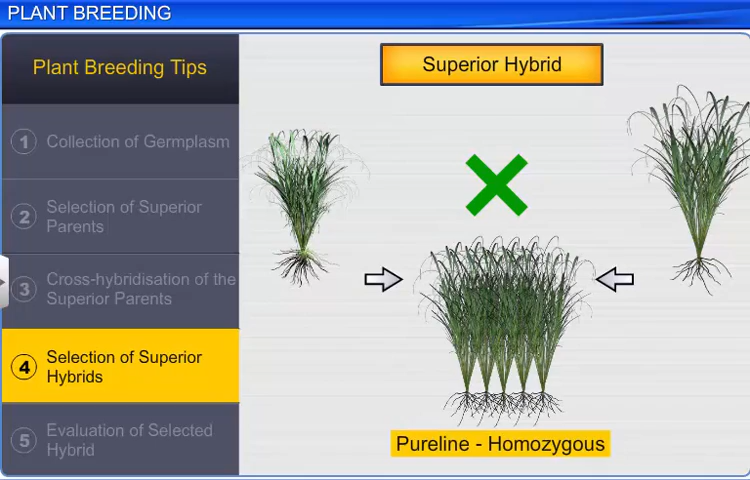 PLANT BREEDING
Plant Breeding Tips
1 Collection of Germplasm
2 Selection of Superior
Parents
3 Cross-hybridisation of the
Superior Parents
4 Selection of Superior
Hybrids
5 Evaluation of Selected
Hybrid
Superior Hybrid
Pureline - Homozygous